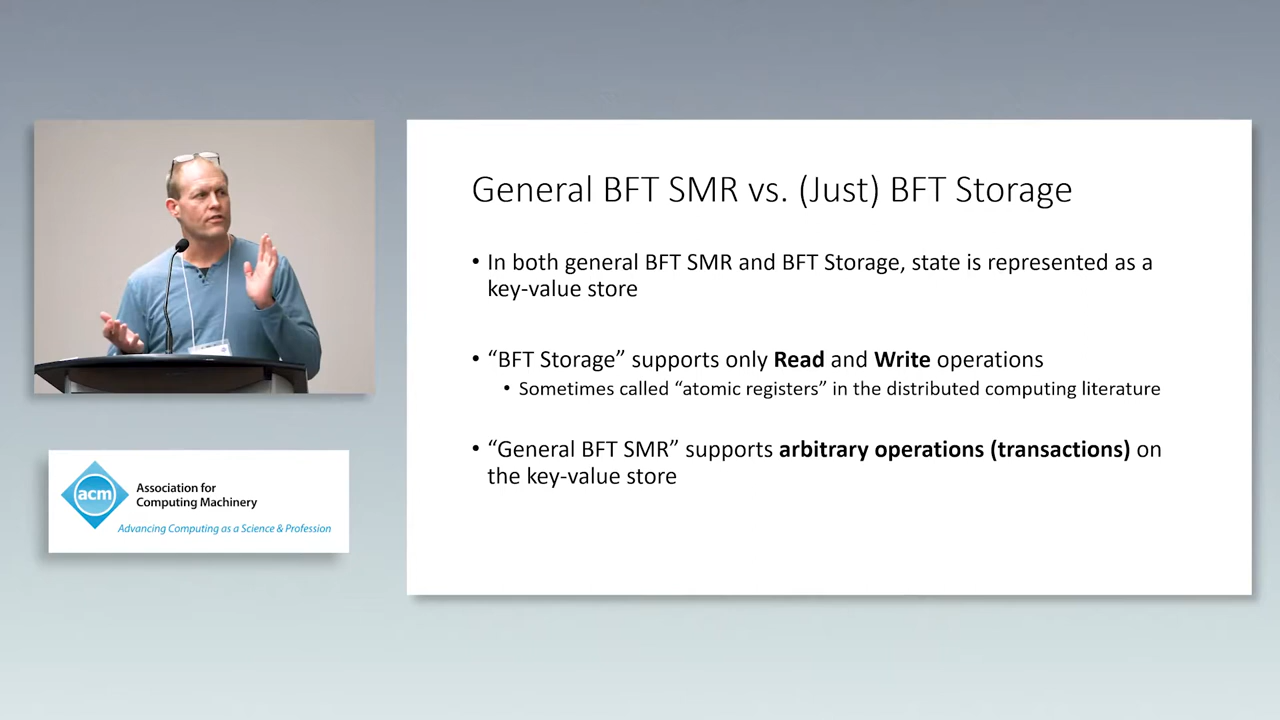 General BFT SMR vs. (Just) BFT Storage
• In both general BFT SMR and BFT Storage, state is represented as a
key-value store
• “BFT Storage” supports only Read and Write operations
• Sometimes called “atomic registers” in the distributed computing literature
• “General BFT SMR” supports arbitrary operations (transactions) on
the key-value store
acm
Association for
Computing Machinery
Advancing Computing as a Science & Profession